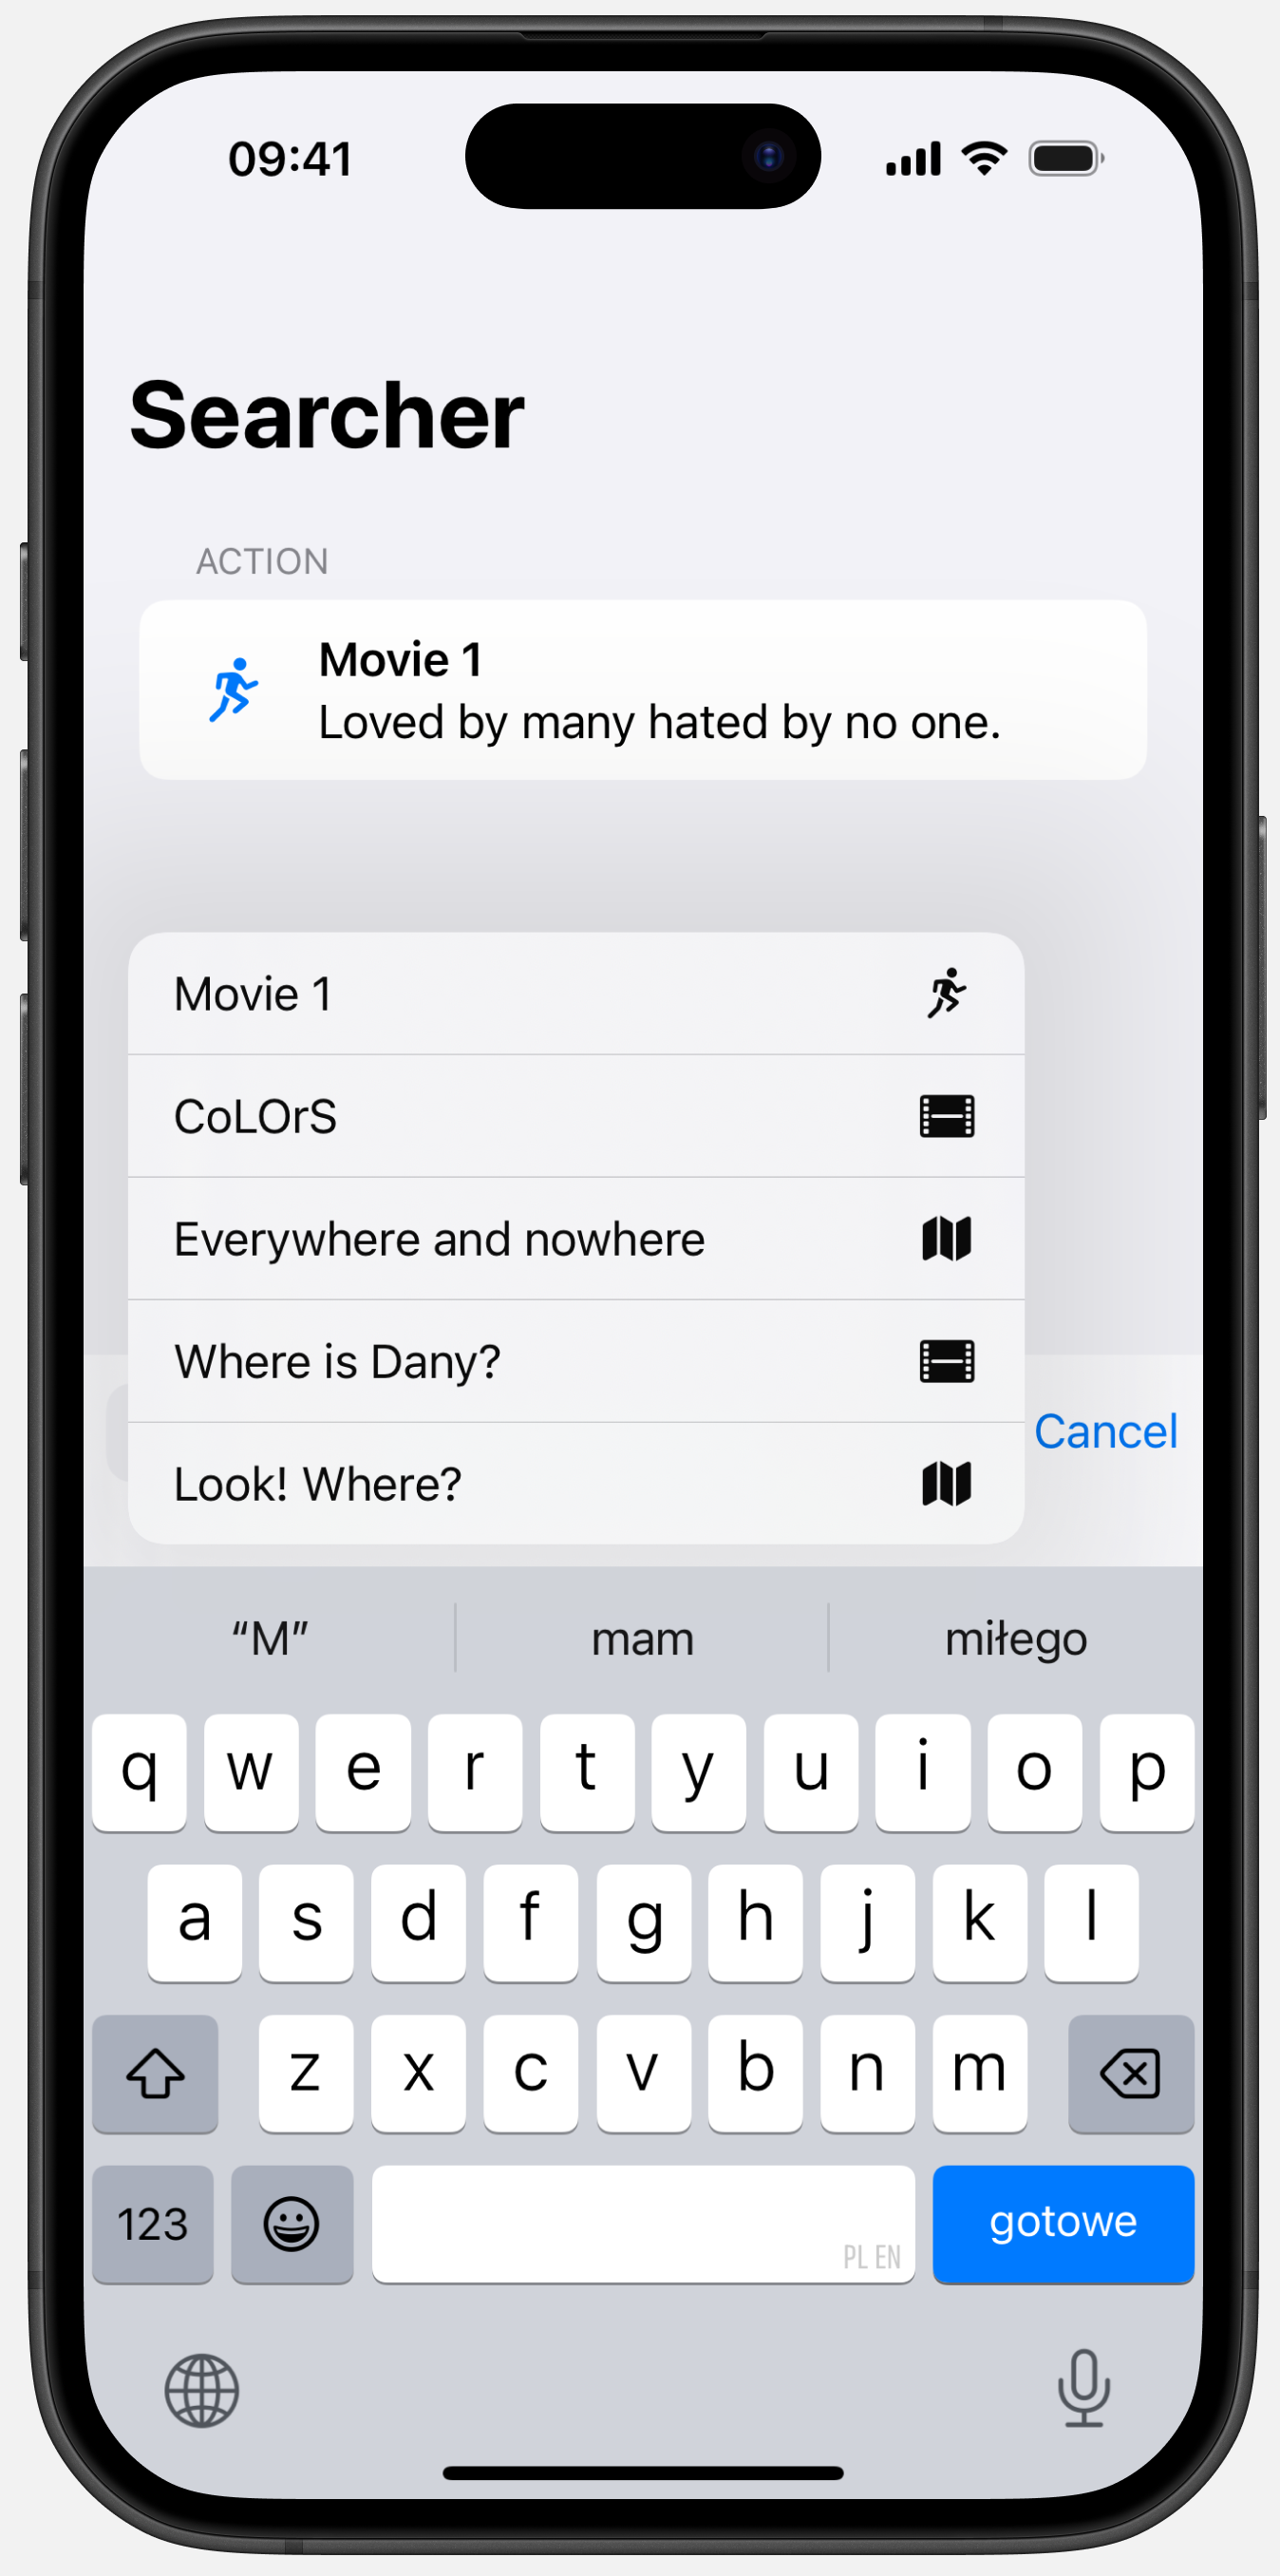 09:41
Searcher
ACTION
Movie 1
Loved by many hated by no one.
Movie 1
CoLOrS
Everywhere and nowhere
Where is Dany?
Cancel
Look! Where?
“M” mam miłego
q w e r t y u i o p
a s d f g h j k l
z x c v b n m
123 PL EN gotowe